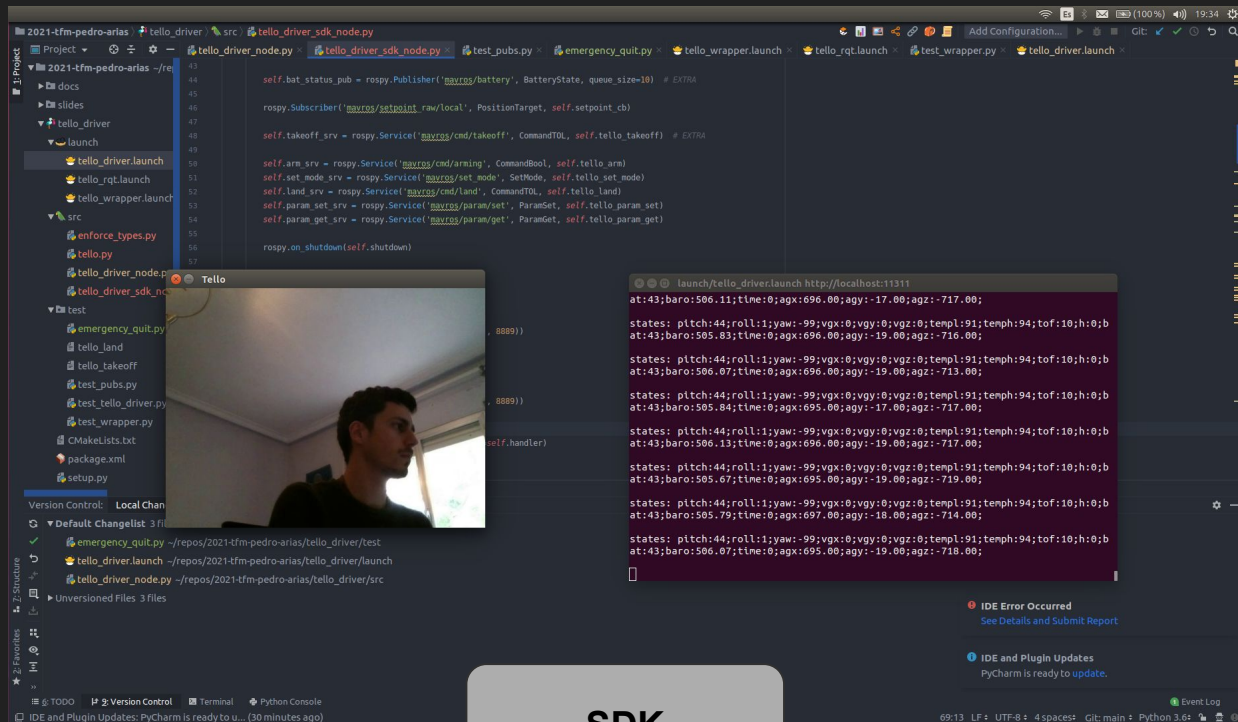 Es (100%) 19:34
2021-tfm-pedro-arias tello_driver src tello_driver_sdk_node.py Add Configuration... Git:
Project
tello_driver_node.py tello_driver_sdk_node.py test_pubs.py emergency_quit.py tello_wrapper.launch tello_rqt.launch test_wrapper.py tello_driver.launch
1: Project
2021-tfm-pedro-arias ~/re
docs
slides
tello_driver
launch
tello_driver.launch
tello_rqt.launch
tello_wrapper.launch
src
enforce_types.py
tello.py
tello_driver_node.p
tello_driver_sdk_no
test
emergency_quit.py
tello_land
tello_takeoff
test_pubs.py
test_tello_driver.py
test_wrapper.py
CMakeLists.txt
package.xml
setup.py
43
44 self.bat_status_pub = rospy.Publisher('mavros/battery', BatteryState, queue_size=10) # EXTRA
45
46 rospy.Subscriber('mavros/setpoint_raw/local', PositionTarget, self.setpoint_cb)
47
48 self.takeoff_srv = rospy.Service('mavros/cmd/takeoff', CommandTOL, self.tello_takeoff) # EXTRA
49
50 self.arm_srv = rospy.Service('mavros/cmd/arming', CommandBool, self.tello_arm)
51 self.set_mode_srv = rospy.Service('mavros/set_mode', SetMode, self.tello_set_mode)
52 self.land_srv = rospy.Service('mavros/cmd/land', CommandTOL, self.tello_land)
53 self.param_set_srv = rospy.Service('mavros/param/set', ParamSet, self.tello_param_set)
54 self.param_get_srv = rospy.Service('mavros/param/get', ParamGet, self.tello_param_get)
55
56 rospy.on_shutdown(self.shutdown)
57
, 8889))
, 8889))
self.handler)
Tello
launch/tello_driver.launch http://localhost:11311
at:43;baro:506.11;time:0;agx:696.00;agy:-17.00;agz:-717.00;
states: pitch:44;roll:1;yaw:-99;vgx:0;vgy:0;vgz:0;templ:91;temph:94;tof:10;h:0;b
at:43;baro:505.83;time:0;agx:696.00;agy:-19.00;agz:-716.00;
states: pitch:44;roll:1;yaw:-99;vgx:0;vgy:0;vgz:0;templ:91;temph:94;tof:10;h:0;b
at:43;baro:506.07;time:0;agx:696.00;agy:-19.00;agz:-713.00;
states: pitch:44;roll:1;yaw:-99;vgx:0;vgy:0;vgz:0;templ:91;temph:94;tof:10;h:0;b
at:43;baro:505.84;time:0;agx:695.00;agy:-17.00;agz:-717.00;
states: pitch:44;roll:1;yaw:-99;vgx:0;vgy:0;vgz:0;templ:91;temph:94;tof:10;h:0;b
at:43;baro:506.13;time:0;agx:696.00;agy:-19.00;agz:-717.00;
states: pitch:44;roll:1;yaw:-99;vgx:0;vgy:0;vgz:0;templ:91;temph:94;tof:10;h:0;b
at:43;baro:505.67;time:0;agx:695.00;agy:-19.00;agz:-719.00;
states: pitch:44;roll:1;yaw:-99;vgx:0;vgy:0;vgz:0;templ:91;temph:94;tof:10;h:0;b
at:43;baro:505.79;time:0;agx:697.00;agy:-18.00;agz:-714.00;
states: pitch:44;roll:1;yaw:-99;vgx:0;vgy:0;vgz:0;templ:91;temph:94;tof:10;h:0;b
at:43;baro:506.07;time:0;agx:695.00;agy:-19.00;agz:-718.00;
Version Control: Local Chan
Default Changelist 3 fi
emergency_quit.py ~/repos/2021-tfm-pedro-arias/tello_driver/test
tello_driver.launch ~/repos/2021-tfm-pedro-arias/tello_driver/launch
tello_driver_node.py ~/repos/2021-tfm-pedro-arias/tello_driver/src
Unversioned Files 3 files
7: Structure
2: Favorites
IDE Error Occurred
See Details and Submit Report
IDE and Plugin Updates
PyCharm is ready to update.
SDK
6: TODO 9: Version Control Terminal Python Console Event Log
IDE and Plugin Updates: PyCharm is ready to u... (30 minutes ago) 69:13 LF UTF-8 4 spaces Git: main Python 3.6